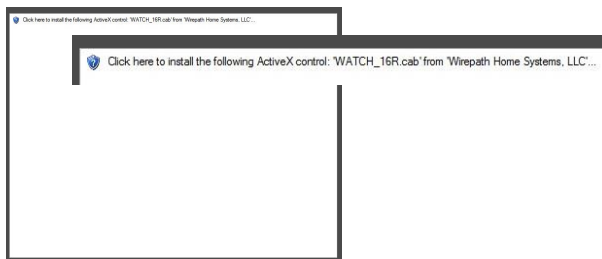 Click here to install the following ActiveX control: 'WATCH_16R.cab' from 'Wirepath Home Systems, LLC'...
Click here to install the following ActiveX control: 'WATCH_16R.cab' from 'Wirepath Home Systems, LLC'...